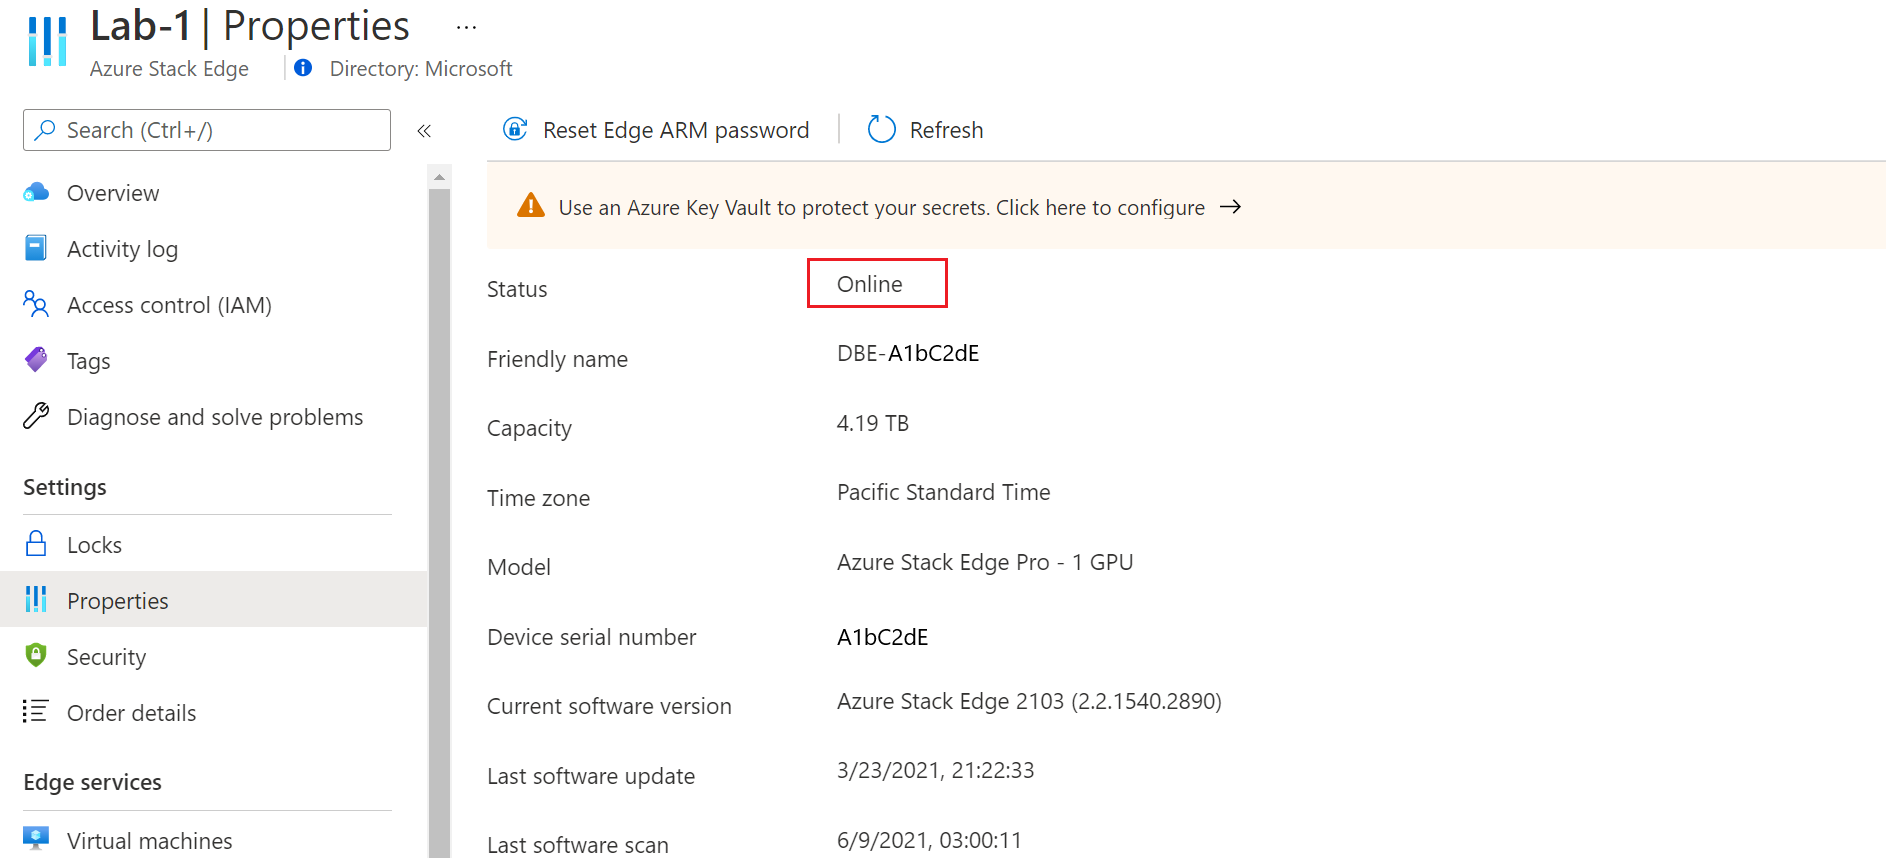 Lab-1 | Properties ...
Azure Stack Edge
Directory: Microsoft
Search (Ctrl+/)
«
Reset Edge ARM password
Refresh
Overview
Activity log
Access control (IAM)
Tags
Diagnose and solve problems
Settings
Locks
Properties
Security
Order details
Edge services
Virtual machines
Use an Azure Key Vault to protect your secrets. Click here to configure →
Status Online
Friendly name DBE-A1bC2dE
Capacity 4.19 TB
Time zone Pacific Standard Time
Model Azure Stack Edge Pro - 1 GPU
Device serial number A1bC2dE
Current software version Azure Stack Edge 2103 (2.2.1540.2890)
Last software update 3/23/2021, 21:22:33
Last software scan 6/9/2021, 03:00:11